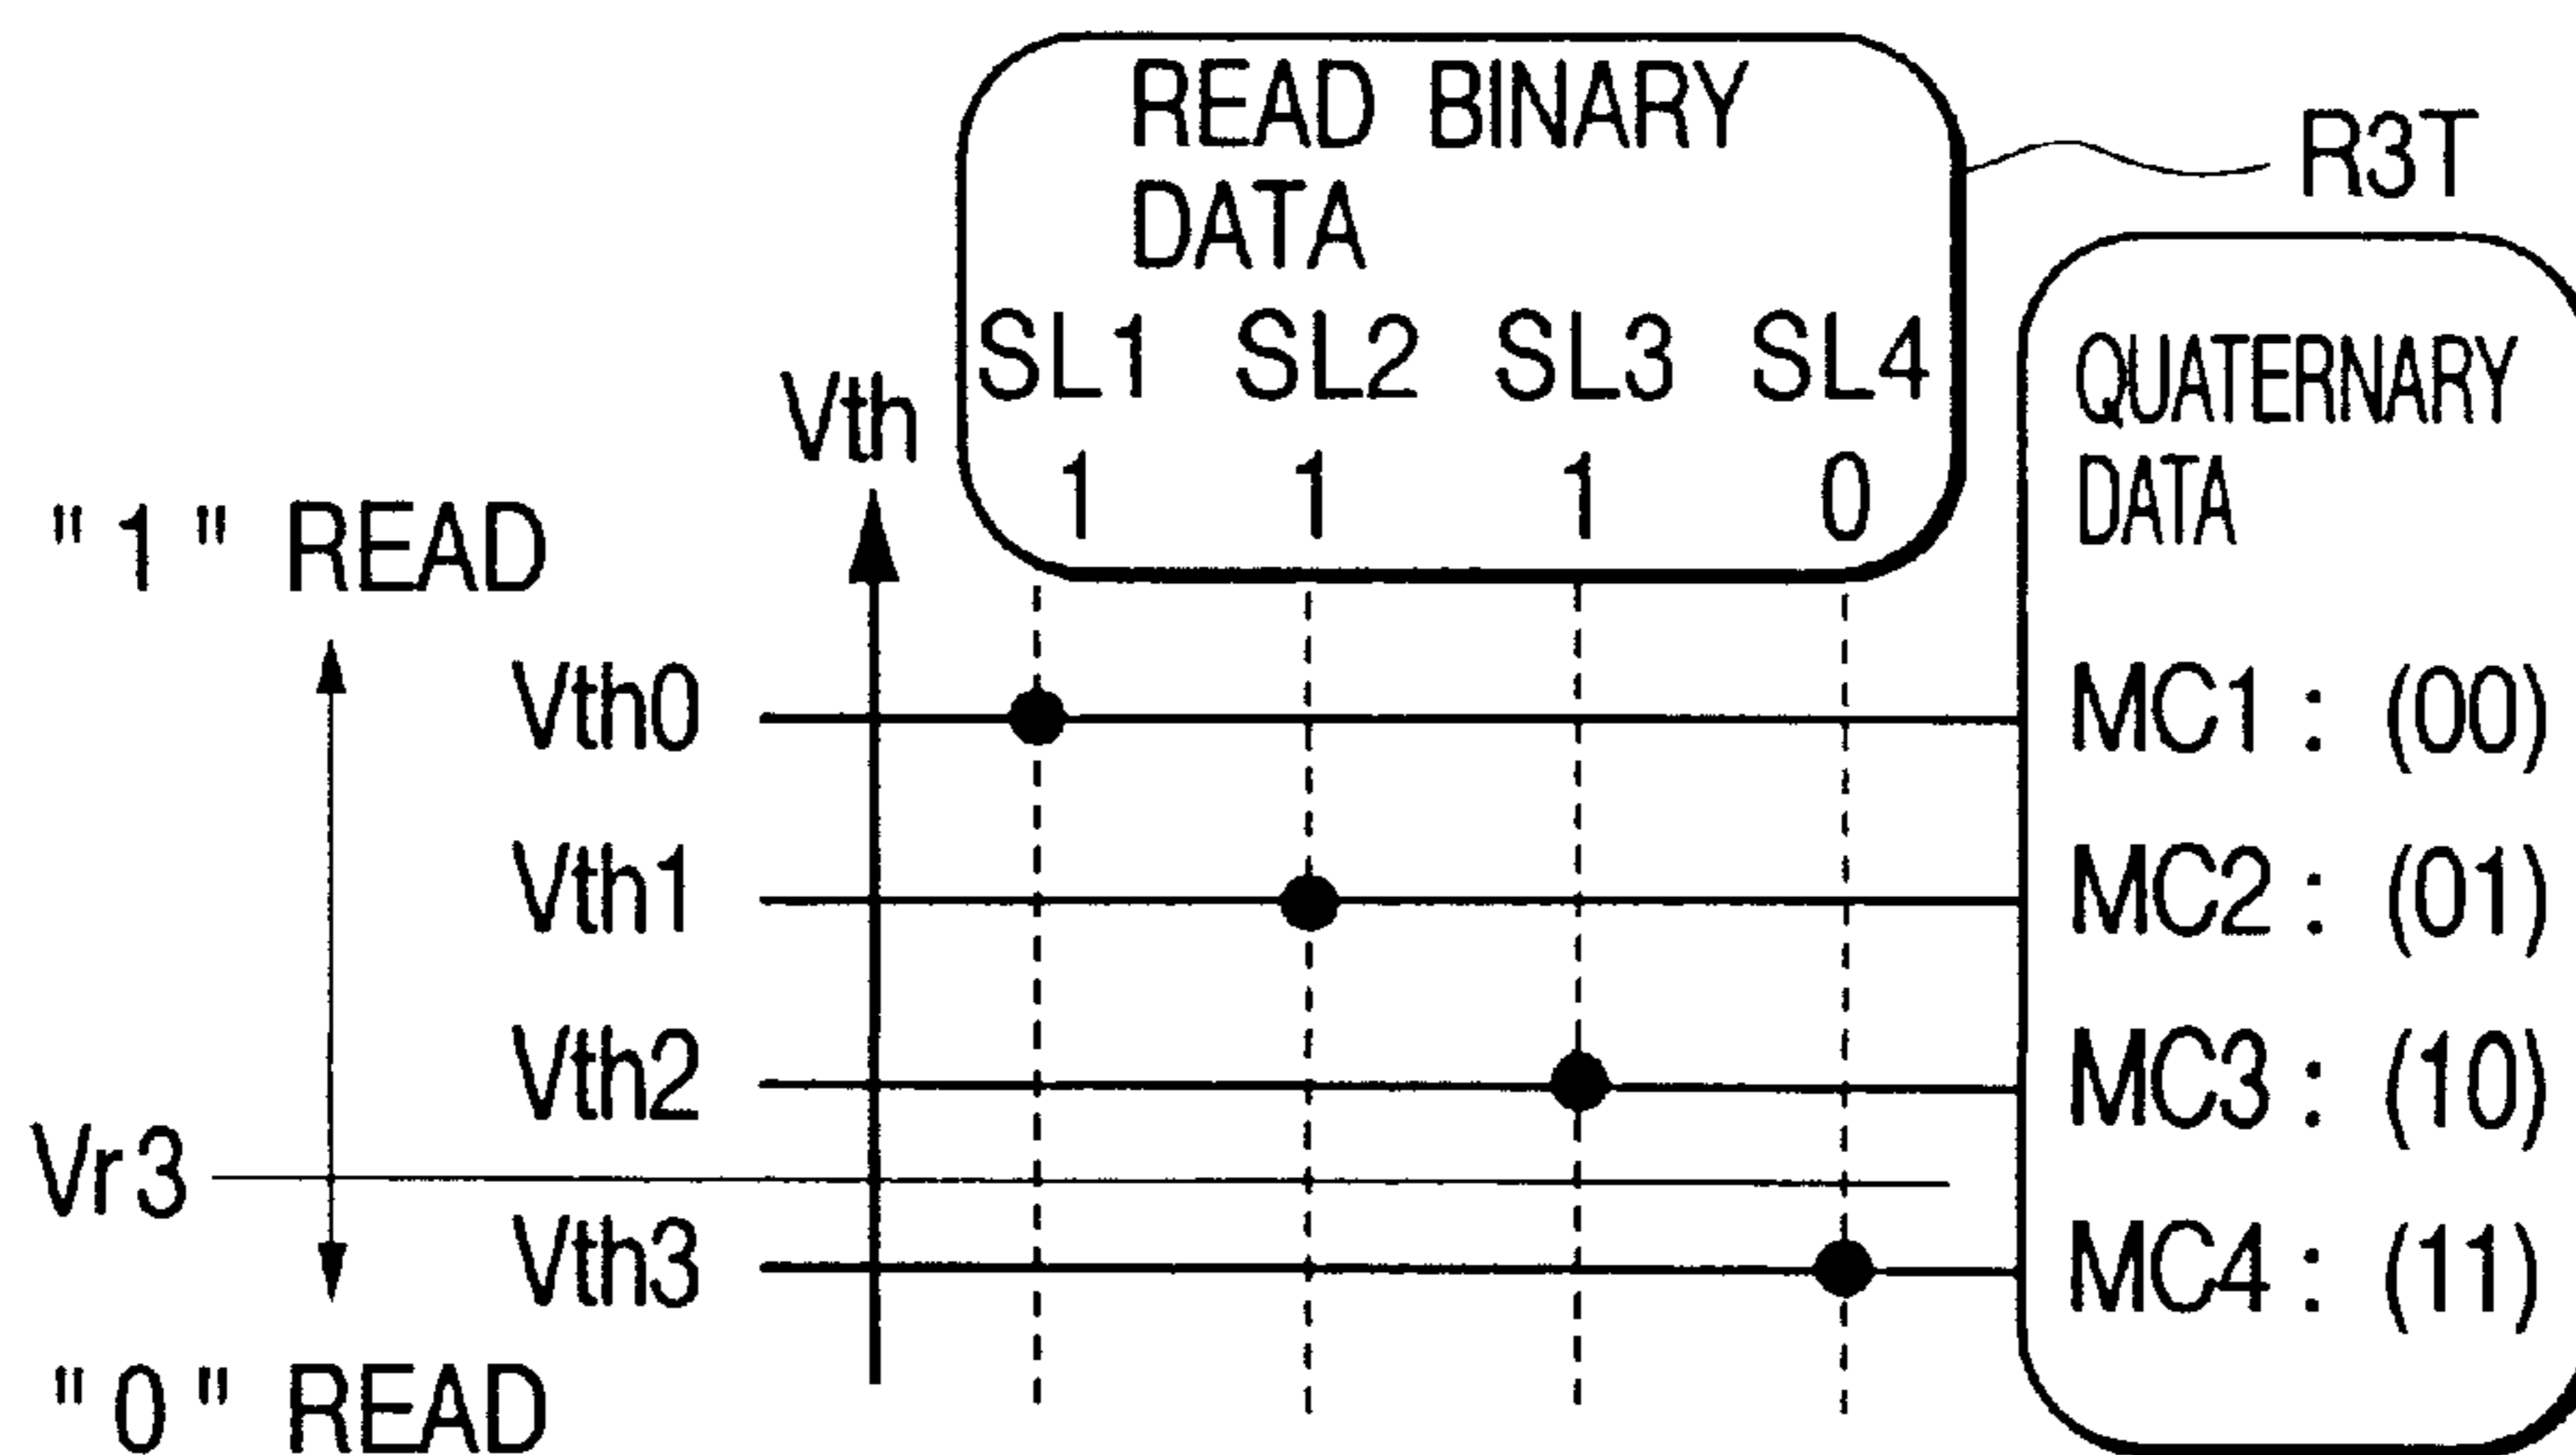 READ BINARY
DATA
SL1 SL2 SL3 SL4
1 1 1 0
R3T
QUATERNARY
DATA
Vth
" 1 " READ
Vth0 MC1 : (00)
Vth1 MC2 : (01)
Vth2 MC3 : (10)
Vr3
Vth3 MC4 : (11)
" 0 " READ